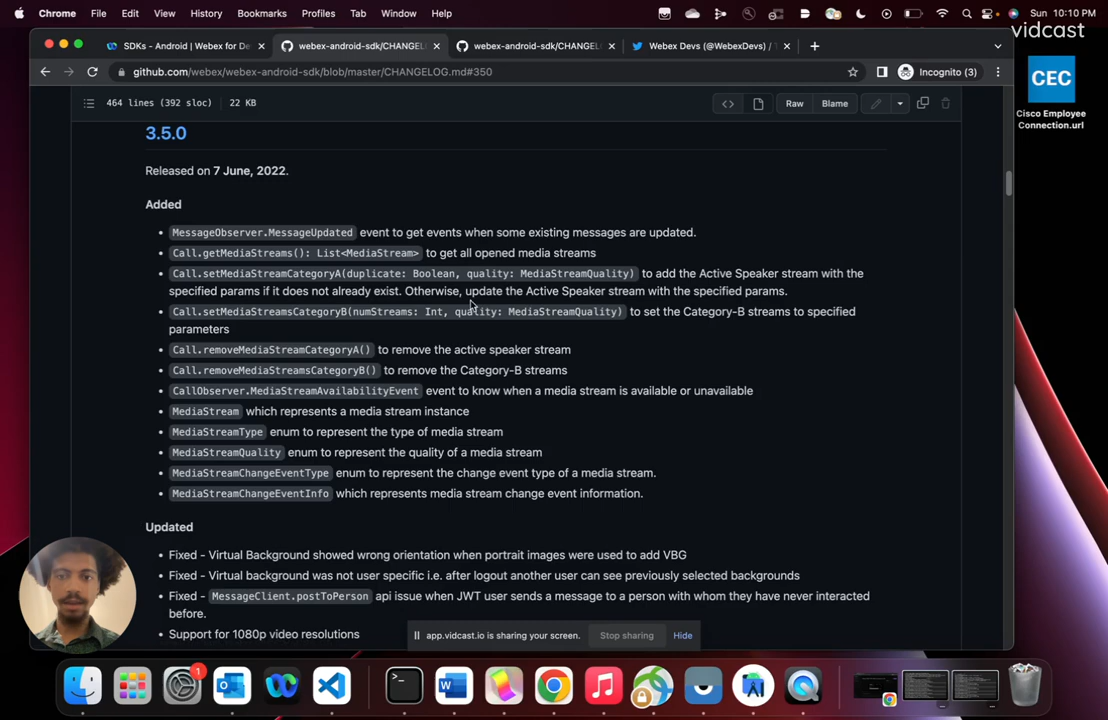 Chrome File Edit View History Bookmarks Profiles Tab Window Help Sun 10:10 PM
vidcast
SDKs - Android | Webex for De × webex-android-sdk/CHANGEL × webex-android-sdk/CHANGEL × Webex Devs (@WebexDevs) / T × +
github.com/webex/webex-android-sdk/blob/master/CHANGELOG.md#350 Incognito (3)
CEC
Cisco Employee
Connection.url
464 lines (392 sloc) 22 KB Raw Blame
3.5.0
Released on 7 June, 2022.
Added
• MessageObserver.MessageUpdated event to get events when some existing messages are updated.
• Call.getMediaStreams(): List<MediaStream> to get all opened media streams
• Call.setMediaStreamCategoryA(duplicate: Boolean, quality: MediaStreamQuality) to add the Active Speaker stream with the
specified params if it does not already exist. Otherwise, update the Active Speaker stream with the specified params.
• Call.setMediaStreamsCategoryB(numStreams: Int, quality: MediaStreamQuality) to set the Category-B streams to specified
parameters
• Call.removeMediaStreamCategoryA() to remove the active speaker stream
• Call.removeMediaStreamsCategoryB() to remove the Category-B streams
• CallObserver.MediaStreamAvailabilityEvent event to know when a media stream is available or unavailable
• MediaStream which represents a media stream instance
• MediaStreamType enum to represent the type of media stream
• MediaStreamQuality enum to represent the quality of a media stream
• MediaStreamChangeEventType enum to represent the change event type of a media stream.
• MediaStreamChangeEventInfo which represents media stream change event information.
Updated
• Fixed - Virtual Background showed wrong orientation when portrait images were used to add VBG
• Fixed - Virtual background was not user specific i.e. after logout another user can see previously selected backgrounds
• Fixed - MessageClient.postToPerson api issue when JWT user sends a message to a person with whom they have never interacted
before.
• Support for 1080p video resolutions
app.vidcast.io is sharing your screen. Stop sharing Hide
1